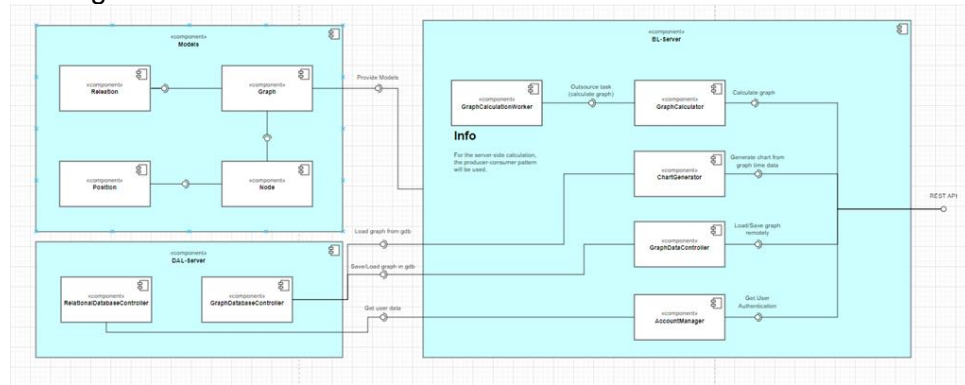 «component»
Models
«component»
Releation
«component»
Graph
«component»
Position
«component»
Node
Provide Models
«component»
BL-Server
«component»
GraphCalculationWorker
Outsource task
(calculate graph)
«component»
GraphCalculator
Calculate graph
Info
For the server-side calculation,
the producer-consumer pattern
will be used.
«component»
ChartGenerator
Generate chart from
graph time data
REST API
«component»
GraphDataController
Load/Save graph
remotely
«component»
AccountManager
Get User
Authentication
«component»
DAL-Server
«component»
RelationalDatabaseController
«component»
GraphDatabaseController
Load graph from gdb
Save/Load graph in gdb
Get user data